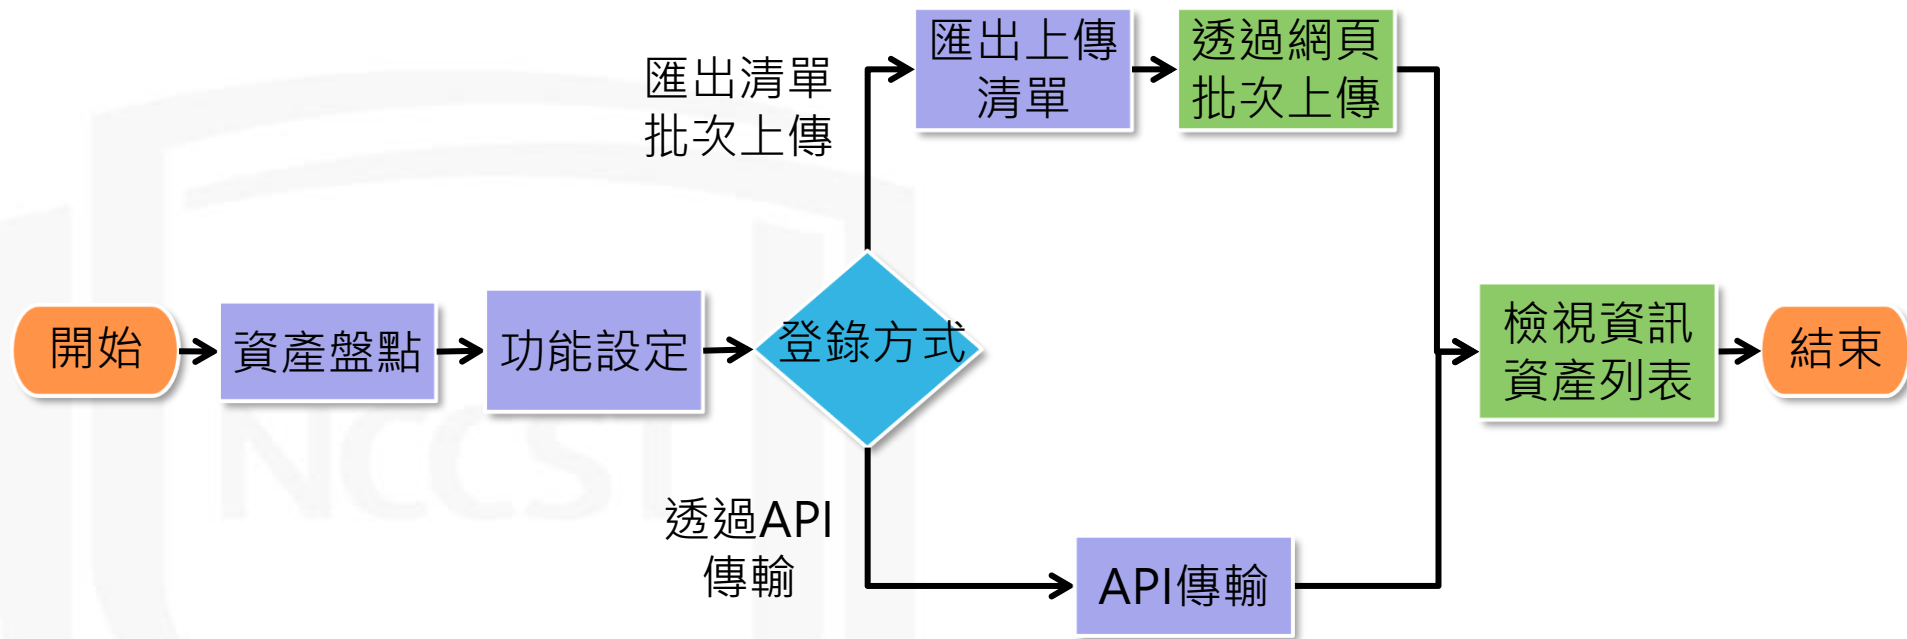 開始
資產盤點
功能設定
登錄方式
匯出清單
批次上傳
匯出上傳
清單
透過網頁
批次上傳
透過API
傳輸
API傳輸
檢視資訊
資產列表
結束
NCCST